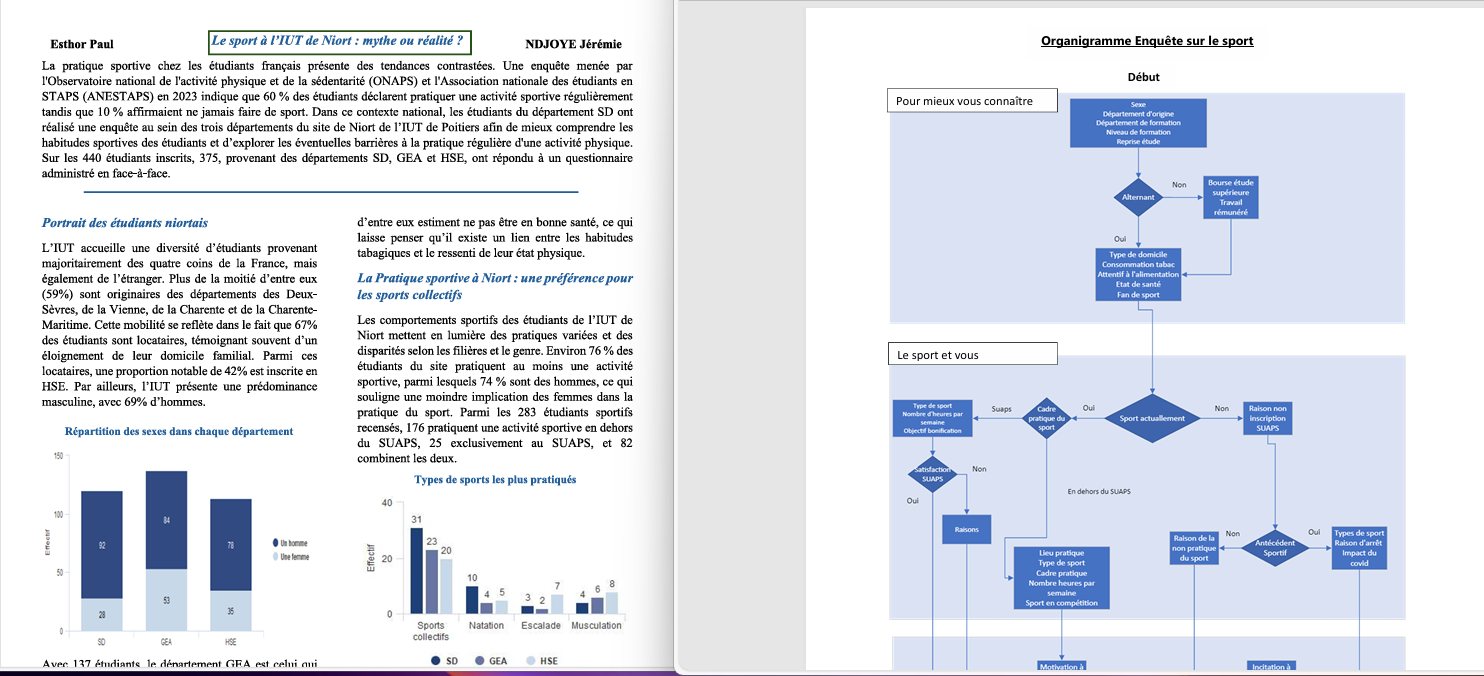 Esthor Paul
Le sport à l'IUT de Niort : mythe ou réalité ?
NDJOYE Jérémie
La pratique sportive chez les étudiants français présente des tendances contrastées. Une enquête menée par
l'Observatoire national de l'activité physique et de la sédentarité (ONAPS) et l'Association nationale des étudiants en
STAPS (ANESTAPS) en 2023 indique que 60 % des étudiants déclarent pratiquer une activité sportive régulièrement
tandis que 10 % affirmaient ne jamais faire de sport. Dans ce contexte national, les étudiants du département SD ont
réalisé une enquête au sein des trois départements du site de Niort de l'IUT de Poitiers afin de mieux comprendre les
habitudes sportives des étudiants et d'explorer les éventuelles barrières à la pratique régulière d'une activité physique.
Sur les 440 étudiants inscrits, 375, provenant des départements SD, GEA et HSE, ont répondu à un questionnaire
administré en face-à-face.
Portrait des étudiants niortais
L'IUT accueille une diversité d'étudiants provenant
majoritairement des quatre coins de la France, mais
également de l'étranger. Plus de la moitié d'entre eux
(59%) sont originaires des départements des Deux-
Sèvres, de la Vienne, de la Charente et de la Charente-
Maritime. Cette mobilité se reflète dans le fait que 67%
des étudiants sont locataires, témoignant souvent d'un
éloignement de leur domicile familial. Parmi ces
locataires, une proportion notable de 42% est inscrite en
HSE. Par ailleurs, l'IUT présente une prédominance
masculine, avec 69% d'hommes.
Répartition des sexes dans chaque département
150
100
50
0
Effectif
92
28
84
53
78
35
SD
GEA
HSE
Un homme
Une femme
Avec 137 étudiants, le département GEA est celui qui
d'entre eux estiment ne pas être en bonne santé, ce qui
laisse penser qu'il existe un lien entre les habitudes
tabagiques et le ressenti de leur état physique.
La Pratique sportive à Niort : une préférence pour
les sports collectifs
Les comportements sportifs des étudiants de l'IUT de
Niort mettent en lumière des pratiques variées et des
disparités selon les filières et le genre. Environ 76 % des
étudiants du site pratiquent au moins une activité
sportive, parmi lesquels 74 % sont des hommes, ce qui
souligne une moindre implication des femmes dans la
pratique du sport. Parmi les 283 étudiants sportifs
recensés, 176 pratiquent une activité sportive en dehors
du SUAPS, 25 exclusivement au SUAPS, et 82
combinent les deux.
Types de sports les plus pratiqués
40
20
0
Effectif
31
23
20
10
4
5
3
2
7
4
6
8
Sports
collectifs
Natation
Escalade
Musculation
SD
GEA
HSE
Organigramme Enquête sur le sport
Début
Pour mieux vous connaître
Sexe
Département d'origine
Département de formation
Niveau de formation
Reprise étude
Alternant
Non
Bourse étude
supérieure
Travail
rémunéré
Oui
Type de domicile
Consommation tabac
Attentif à l'alimentation
Etat de santé
Fan de sport
Le sport et vous
Type de sport
Nombre d'heures par
semaine
Objectif bonification
Suaps
Cadre
pratique du
sport
Oui
Sport actuellement
Non
Raison non
inscription
SUAPS
Satisfaction
SUAPS
Non
Oui
Raisons
En dehors du SUAPS
Lieu pratique
Type de sport
Cadre pratique
Nombre heures par
semaine
Sport en compétition
Raison de la
non pratique
du sport
Non
Antécédent
Sportif
Oui
Types de sport
Raison d'arrêt
Impact du
covid
Motivation à
Incitation à